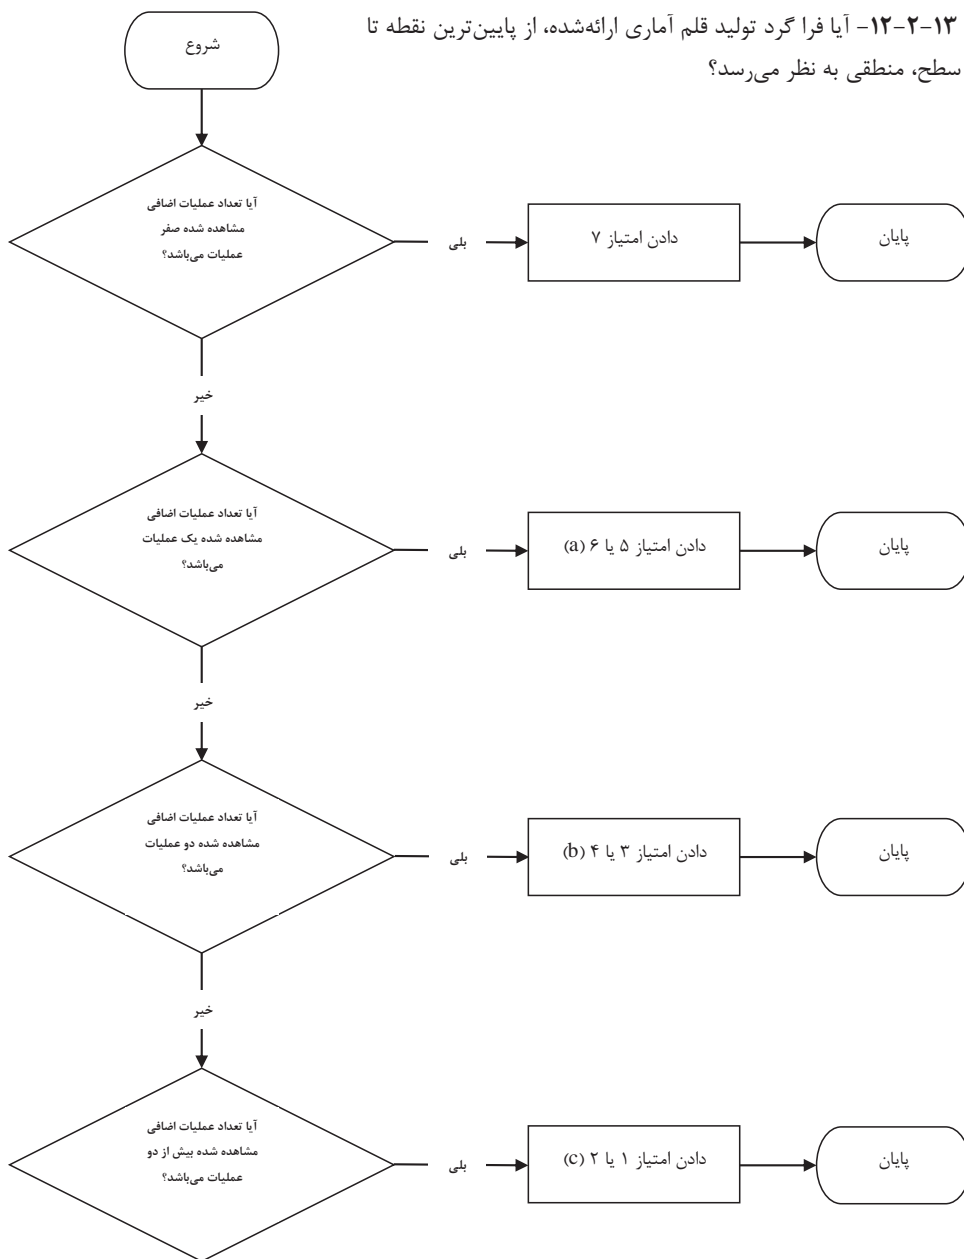 ۱۳-۲-۱۲- آیا فرا گرد تولید قلم آماری ارائه‌شده، از پایین‌ترین نقطه تا
سطح، منطقی به نظر می‌رسد؟
شروع
آیا تعداد عملیات اضافی
مشاهده شده صفر
عملیات می‌باشد؟
بلی
دادن امتیاز ۷
پایان
خیر
آیا تعداد عملیات اضافی
مشاهده شده یک عملیات
می‌باشد؟
بلی
دادن امتیاز ۵ یا ۶ (a)
پایان
خیر
آیا تعداد عملیات اضافی
مشاهده شده دو عملیات
می‌باشد؟
بلی
دادن امتیاز ۳ یا ۴ (b)
پایان
خیر
آیا تعداد عملیات اضافی
مشاهده شده بیش از دو
عملیات می‌باشد؟
بلی
دادن امتیاز ۱ یا ۲ (c)
پایان